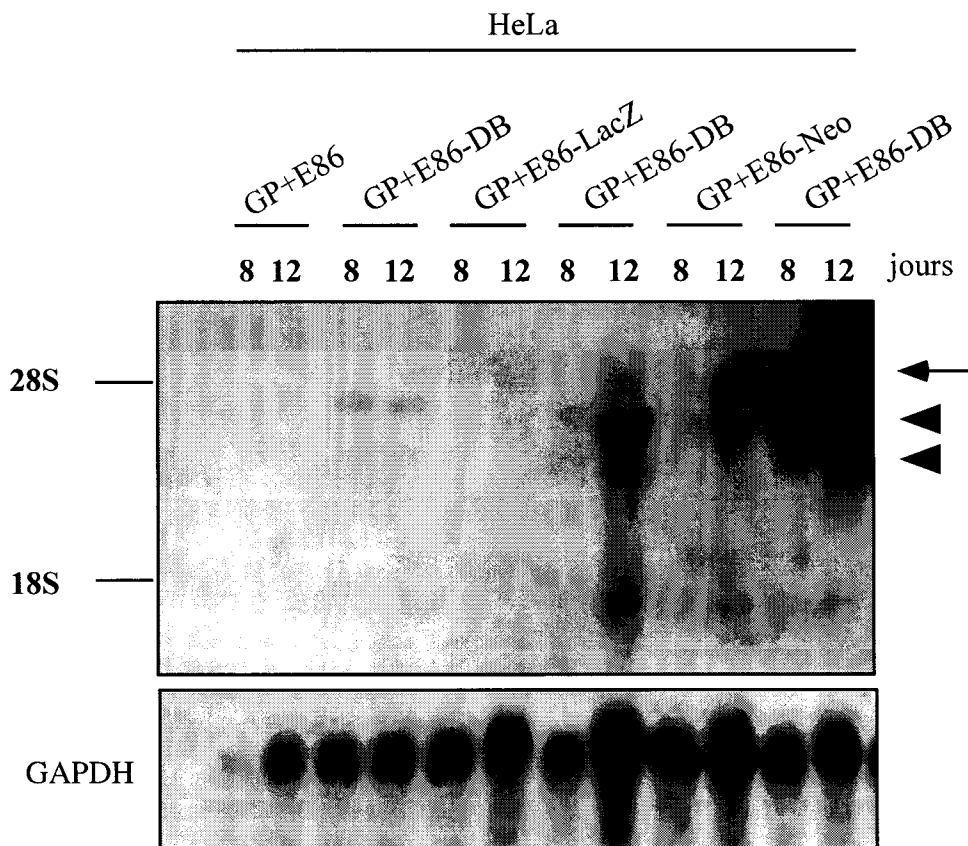 HeLa
GP+E86 GP+E86-DB GP+E86-LacZ GP+E86-DB GP+E86-Neo GP+E86-DB
8 12 8 12 8 12 8 12 8 12 8 12 jours
28S
18S
GAPDH